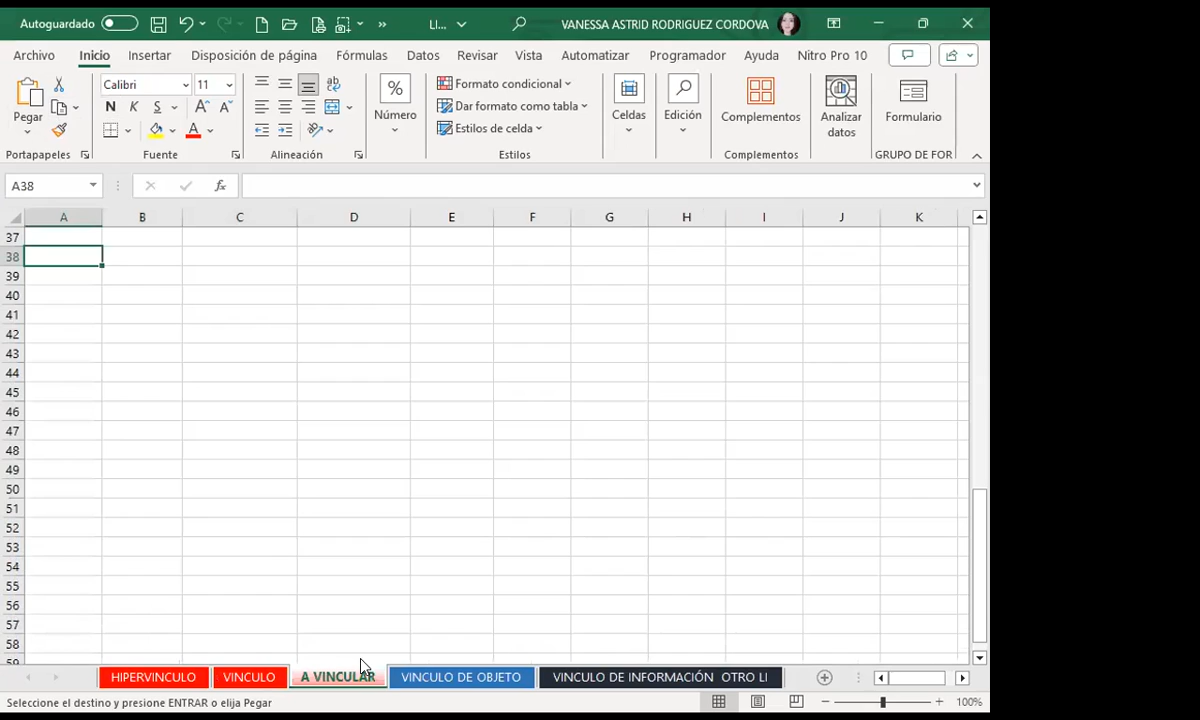 Autoguardado
LI...
VANESSA ASTRID RODRIGUEZ CORDOVA
Archivo Inicio Insertar Disposición de página Fórmulas Datos Revisar Vista Automatizar Programador Ayuda Nitro Pro 10
Pegar
Calibri 11
N K S
Número
Formato condicional
Dar formato como tabla
Estilos de celda
Celdas
Edición
Complementos
Analizar datos
Formulario
Portapapeles Fuente Alineación Estilos Complementos GRUPO DE FOR
A38
fx
A B C D E F G H I J K
37
38
39
40
41
42
43
44
45
46
47
48
49
50
51
52
53
54
55
56
57
58
59
HIPERVINCULO VINCULO A VINCULAR VINCULO DE OBJETO VINCULO DE INFORMACIÓN OTRO LI
Seleccione el destino y presione ENTRAR o elija Pegar
100%